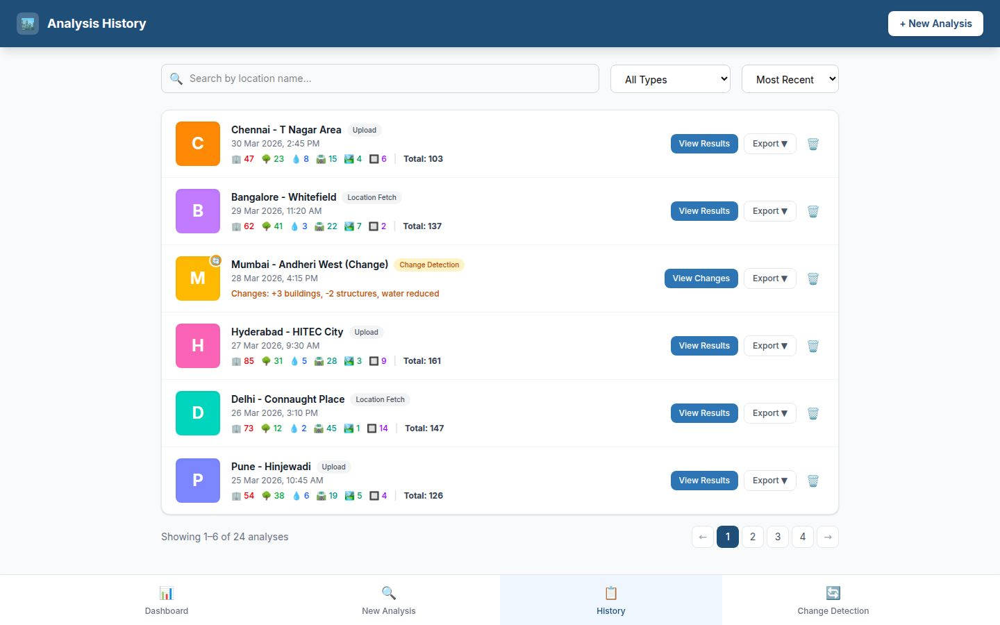 Analysis History
+ New Analysis
Search by location name...
All Types
Most Recent
C
Chennai - T Nagar Area Upload
30 Mar 2026, 2:45 PM
47 23 8 15 4 6 Total: 103
View Results Export ▼
B
Bangalore - Whitefield Location Fetch
29 Mar 2026, 11:20 AM
62 41 3 22 7 2 Total: 137
View Results Export ▼
M
Mumbai - Andheri West (Change) Change Detection
28 Mar 2026, 4:15 PM
Changes: +3 buildings, -2 structures, water reduced
View Changes Export ▼
H
Hyderabad - HITEC City Upload
27 Mar 2026, 9:30 AM
85 31 5 28 3 9 Total: 161
View Results Export ▼
D
Delhi - Connaught Place Location Fetch
26 Mar 2026, 3:10 PM
73 12 2 45 1 14 Total: 147
View Results Export ▼
P
Pune - Hinjewadi Upload
25 Mar 2026, 10:45 AM
54 38 6 19 5 4 Total: 126
View Results Export ▼
Showing 1–6 of 24 analyses
← 1 2 3 4 →
Dashboard
New Analysis
History
Change Detection